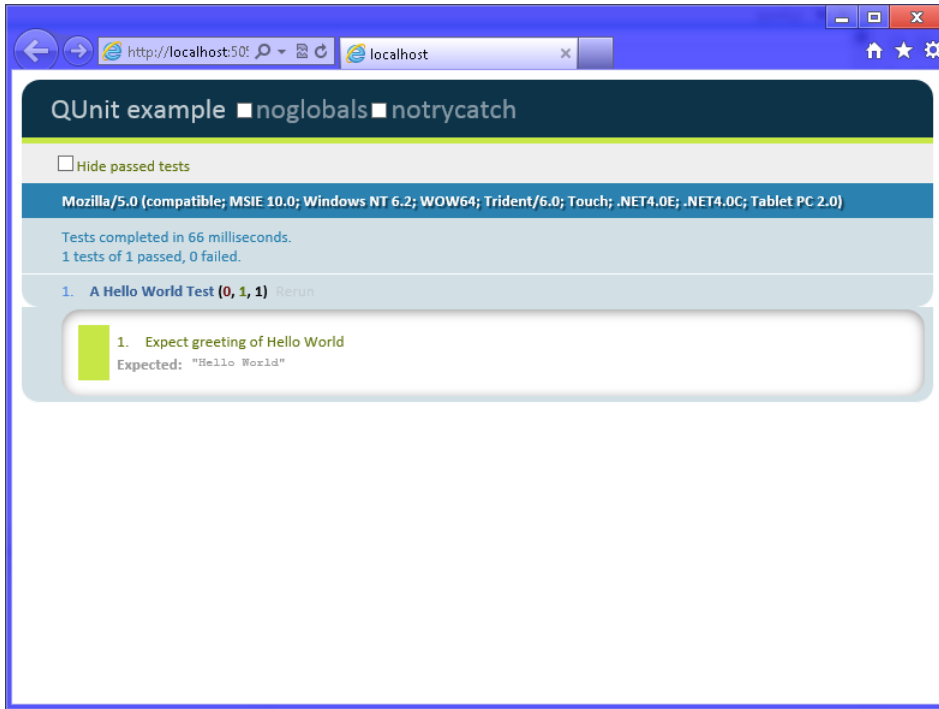 http://localhost:50
localhost
QUnit example noglobals notrycatch
Hide passed tests
Mozilla/5.0 (compatible; MSIE 10.0; Windows NT 6.2; WOW64; Trident/6.0; Touch; .NET4.0E; .NET4.0C; Tablet PC 2.0)
Tests completed in 66 milliseconds.
1 tests of 1 passed, 0 failed.
1. A Hello World Test (0, 1, 1) Rerun
1. Expect greeting of Hello World
Expected: "Hello World"